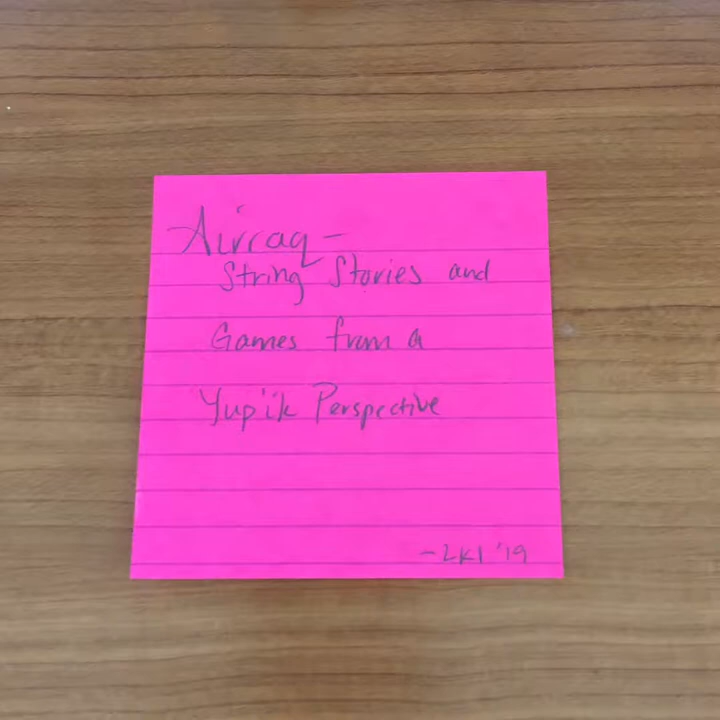 Airraq -
String Stories and
Games from a
Yup'ik Perspective
- LKI '19